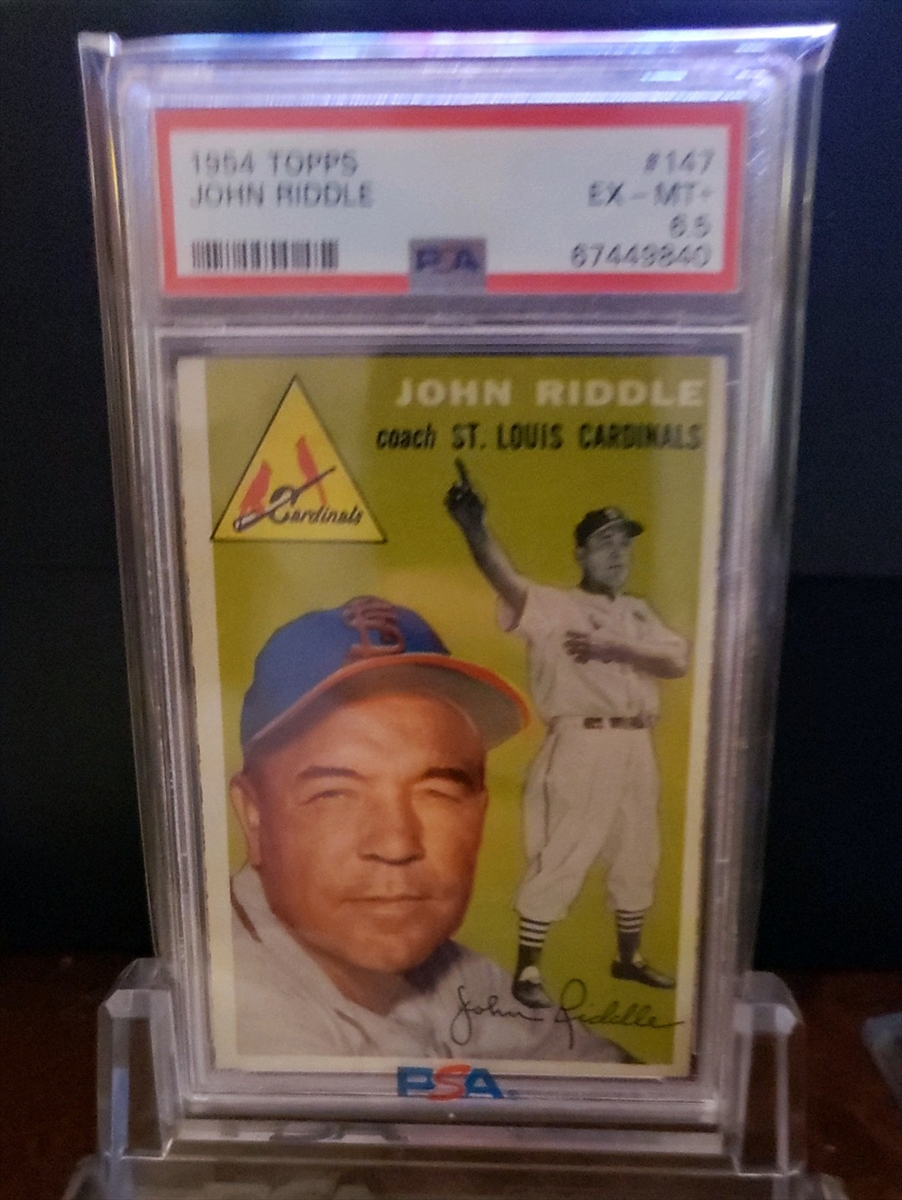 1954 TOPPS #147
JOHN RIDDLE EX - MT+
6.5
PSA 67449840
JOHN RIDDLE
coach ST. LOUIS CARDINALS
Cardinals
SL
John Riddle
PSA